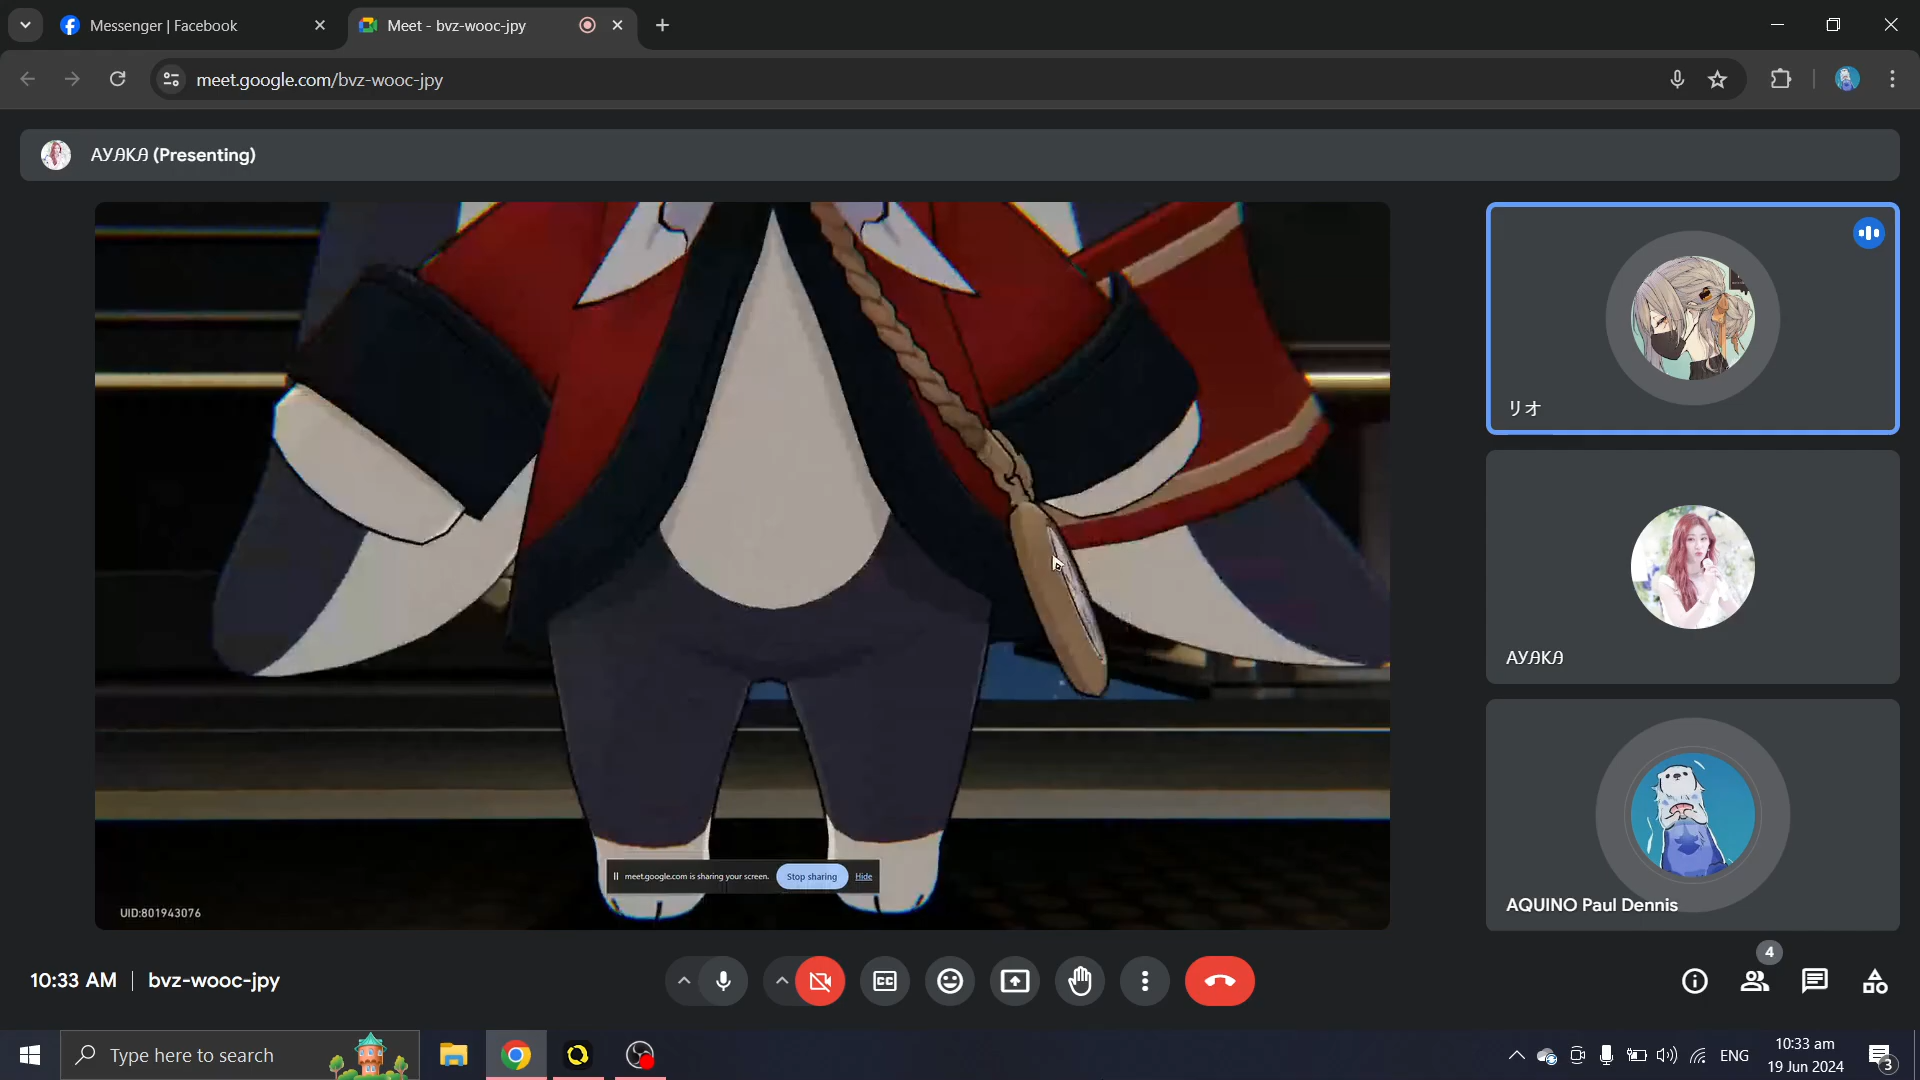 Messenger | Facebook
Meet - bvz-wooc-jpy
meet.google.com/bvz-wooc-jpy
AYAKA (Presenting)
リオ
AYAKA
AQUINO Paul Dennis
meet.google.com is sharing your screen.
Stop sharing
Hide
UID:801943076
10:33 AM
bvz-wooc-jpy
CC
4
Type here to search
ENG
10:33 am
19 Jun 2024
3